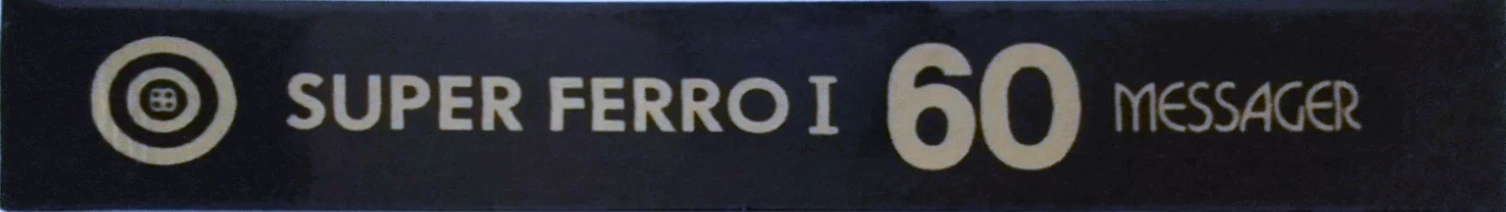 SUPER FERRO I 60 MESSAGER